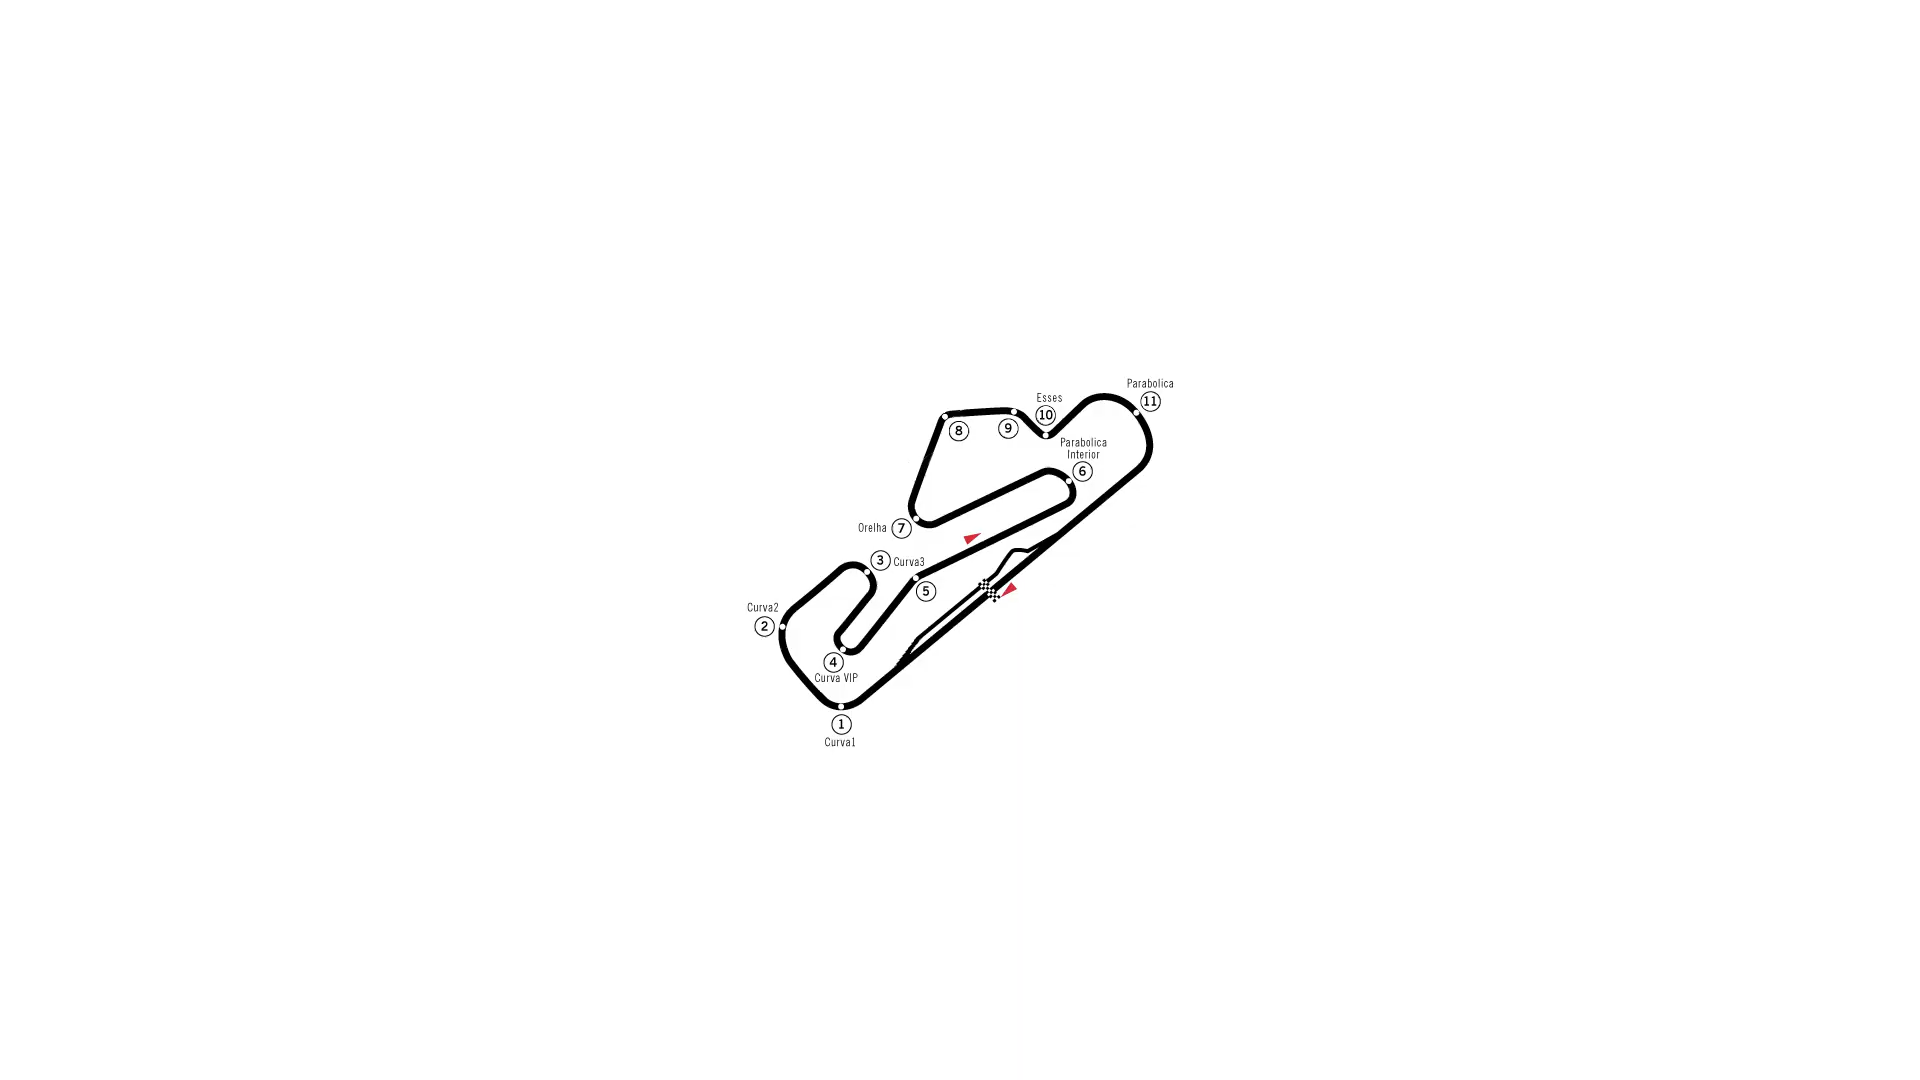 Parabolica
11
Esses
10
8
9
Parabolica
Interior
6
Orelha 7
3 Curva3
5
Curva2
2
4
Curva VIP
1
Curva1